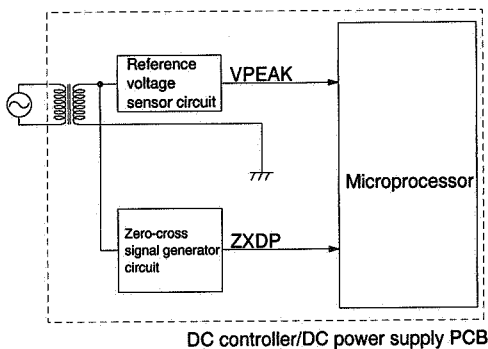 Reference
voltage
sensor circuit
VPEAK
Microprocessor
Zero-cross
signal generator
circuit
ZXDP
DC controller/DC power supply PCB